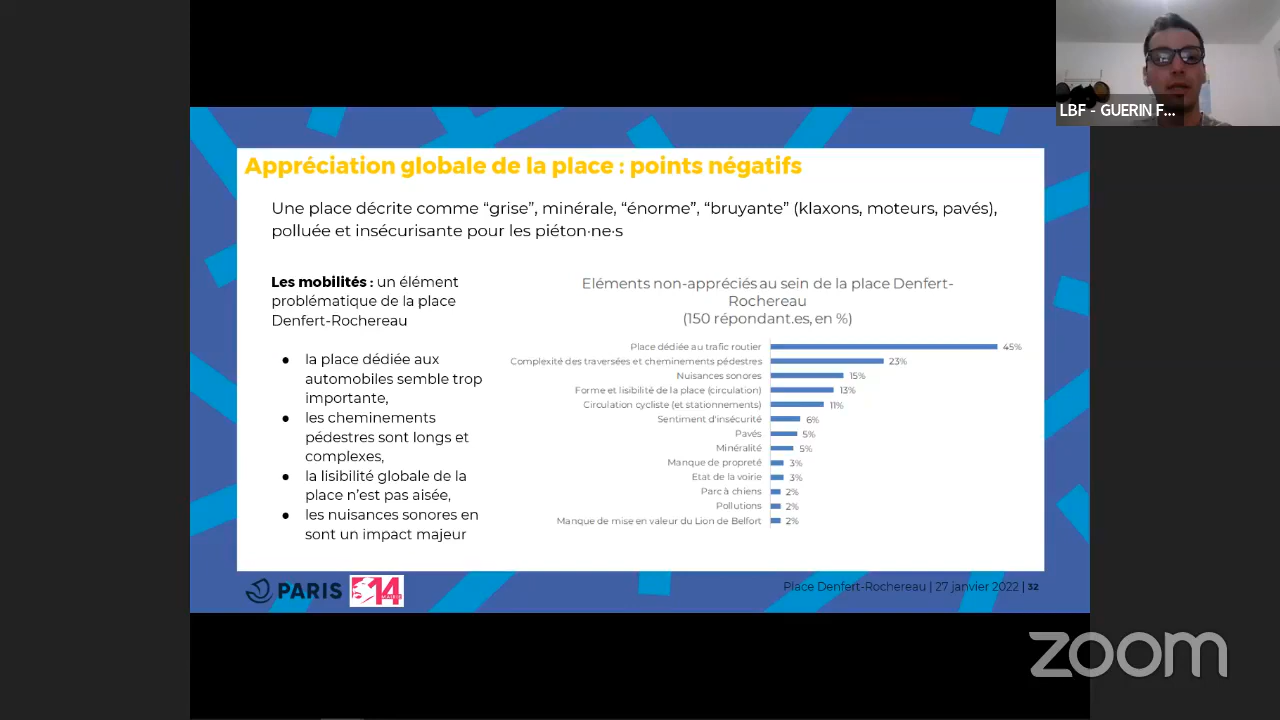 LBF - GUERIN F...
Appréciation globale de la place : points négatifs
Une place décrite comme “grise”, minérale, “énorme”, “bruyante” (klaxons, moteurs, pavés),
polluée et insécurisante pour les piéton·ne·s
Les mobilités : un élément
problématique de la place
Denfert-Rochereau
● la place dédiée aux
automobiles semble trop
importante,
● les cheminements
pédestres sont longs et
complexes,
● la lisibilité globale de la
place n’est pas aisée,
● les nuisances sonores en
sont un impact majeur
Eléments non-appréciés au sein de la place Denfert-
Rochereau
(150 répondant.es, en %)
Place dédiée au trafic routier 45%
Complexité des traversées et cheminements pédestres 23%
Nuisances sonores 15%
Forme et lisibilité de la place (circulation) 13%
Circulation cycliste (et stationnements) 11%
Sentiment d'insécurité 6%
Pavés 5%
Minéralité 5%
Manque de propreté 3%
Etat de la voirie 3%
Parc à chiens 2%
Pollutions 2%
Manque de mise en valeur du Lion de Belfort 2%
PARIS
14
MAIRIE
Place Denfert-Rochereau | 27 janvier 2022 | 32
zoom